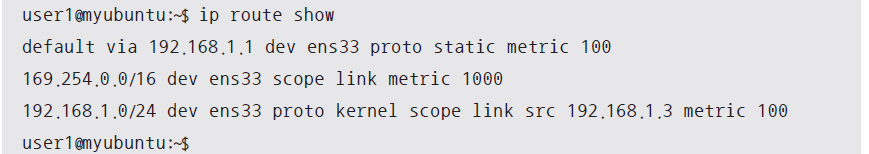 user1@myubuntu:~$ ip route show
default via 192.168.1.1 dev ens33 proto static metric 100
169.254.0.0/16 dev ens33 scope link metric 1000
192.168.1.0/24 dev ens33 proto kernel scope link src 192.168.1.3 metric 100
user1@myubuntu:~$